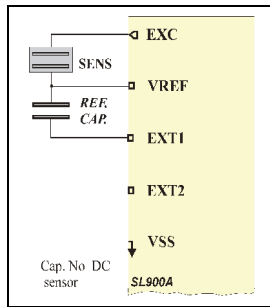 EXC
SENS
VREF
REF.
CAP.
EXT1
EXT2
VSS
Cap. No DC
sensor
SL900A